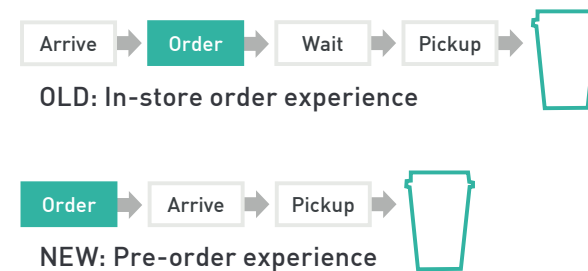 Arrive Order Wait Pickup
OLD: In-store order experience
Order Arrive Pickup
NEW: Pre-order experience